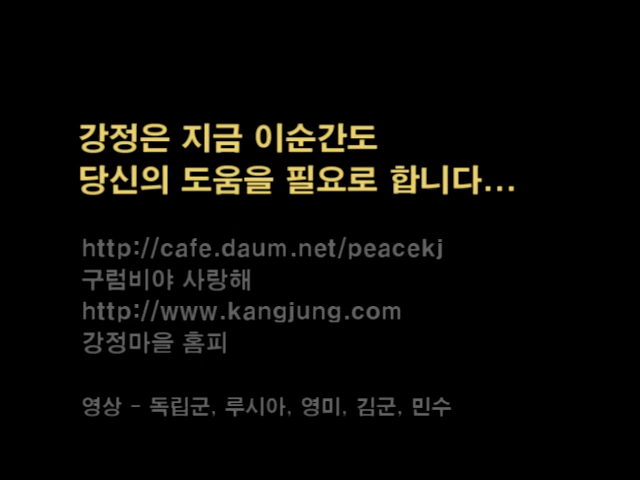 강정은 지금 이순간도
당신의 도움을 필요로 합니다...
http://cafe.daum.net/peacekj
구럼비야 사랑해
http://www.kangjung.com
강정마을 홈피
영상 - 독립군, 루시아, 영미, 김군, 민수